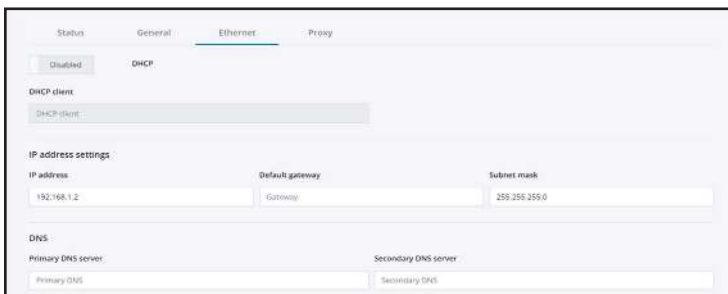 Status General Ethernet Proxy
Disabled DHCP
DHCP client
DHCP client
IP address settings
IP address Default gateway Subnet mask
192.168.1.2 Gateway 255.255.255.0
DNS
Primary DNS server Secondary DNS server
Primary DNS Secondary DNS